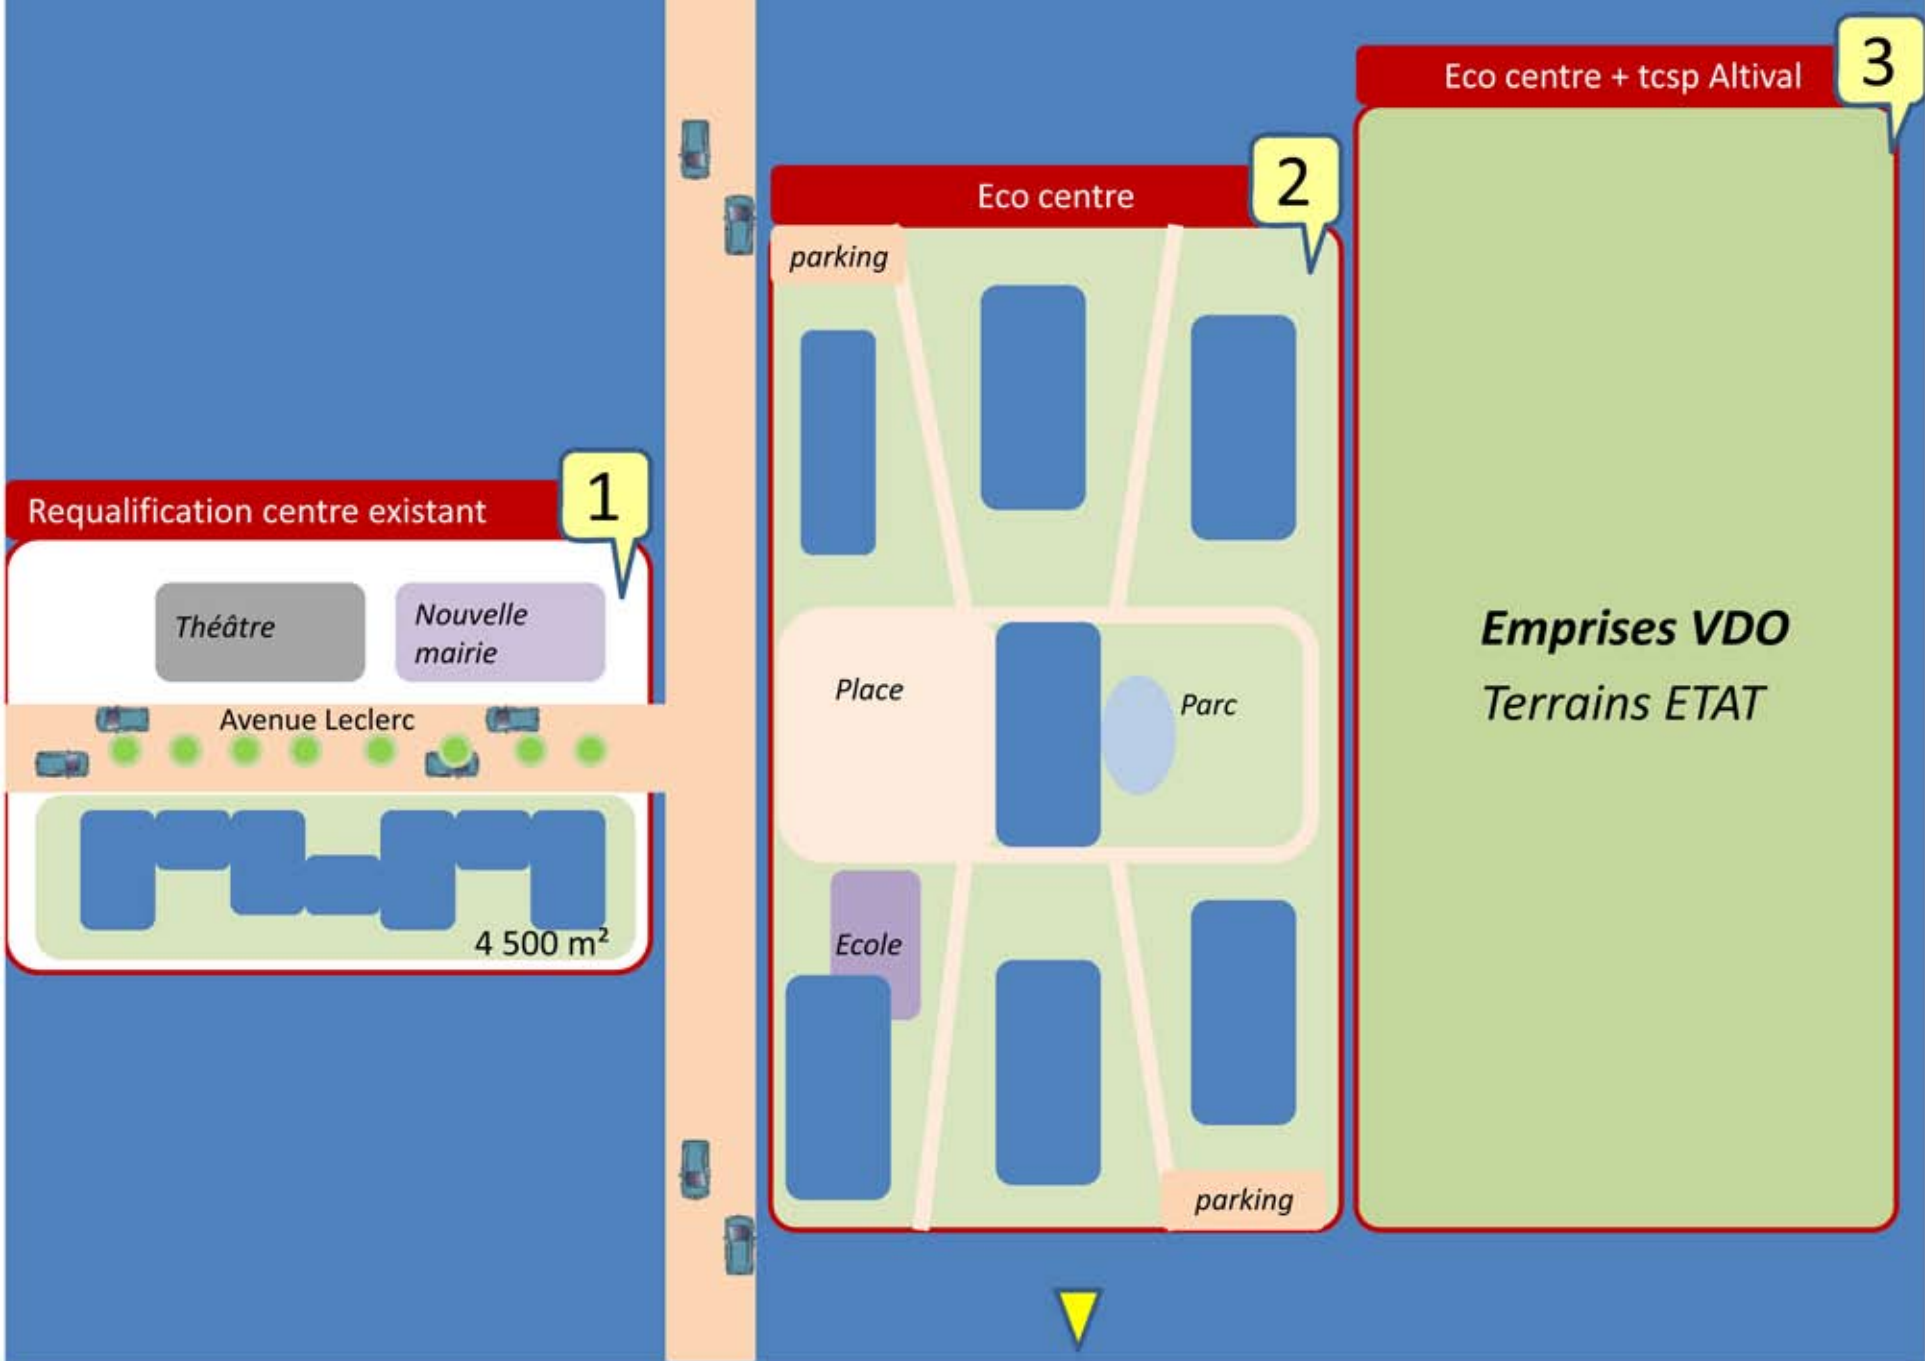 Requalification centre existant
1
Théâtre
Nouvelle
mairie
Avenue Leclerc
4 500 m²
Eco centre
2
parking
Place
Parc
Ecole
parking
Eco centre + tcsp Altival
3
Emprises VDO
Terrains ETAT